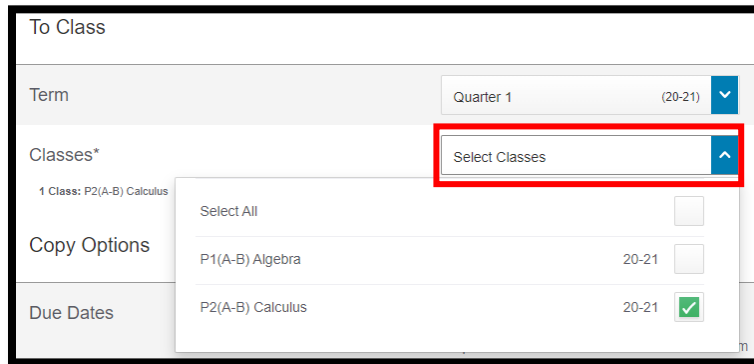 To Class
Term
Quarter 1 (20-21)
Classes*
Select Classes
1 Class: P2(A-B) Calculus
Select All
Copy Options
P1(A-B) Algebra 20-21
P2(A-B) Calculus 20-21
Due Dates